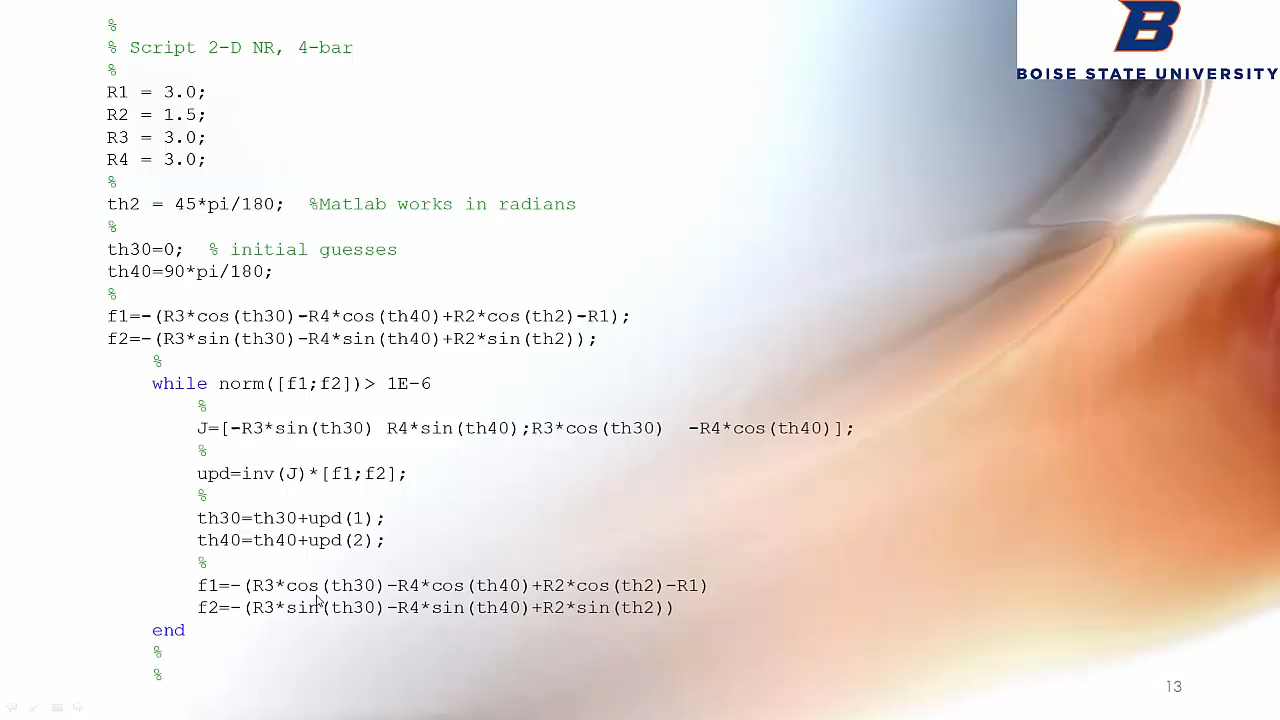 %
% Script 2-D NR, 4-bar
%
R1 = 3.0;
R2 = 1.5;
R3 = 3.0;
R4 = 3.0;
%
th2 = 45*pi/180;  %Matlab works in radians
%
th30=0;  % initial guesses
th40=90*pi/180;
%
f1=-(R3*cos(th30)-R4*cos(th40)+R2*cos(th2)-R1);
f2=-(R3*sin(th30)-R4*sin(th40)+R2*sin(th2));
%
while norm([f1;f2])> 1E-6
%
J=[-R3*sin(th30) R4*sin(th40);R3*cos(th30)  -R4*cos(th40)];
%
upd=inv(J)*[f1;f2];
%
th30=th30+upd(1);
th40=th40+upd(2);
%
f1=-(R3*cos(th30)-R4*cos(th40)+R2*cos(th2)-R1)
f2=-(R3*sin(th30)-R4*sin(th40)+R2*sin(th2))
end
%
%
B
BOISE STATE UNIVERSITY
13